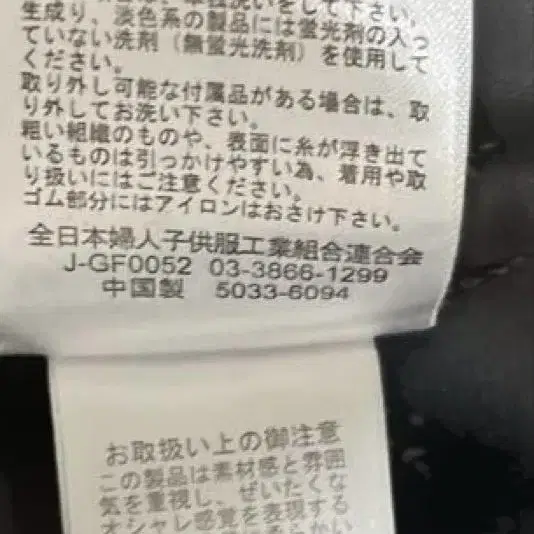 洗いをして下さい。
生成り、淡色系の製品には蛍光剤の入っ
ていない洗剤（無蛍光洗剤）を使用して
ください。
取り外し可能な付属品がある場合は、取
り外してお洗い下さい。
粗い組織のものや、表面に糸が浮き出て
いるものは引っかけやすい為、着用や取
り扱いにはご注意ください。
ゴム部分にはアイロンはおさけ下さい。
全日本婦人子供服工業組合連合会
J-GF0052 03-3866-1299
中国製 5033-6094
お取扱い上の御注意
この製品は素材感と雰囲
気を重視し、ぜいたくな
オシャレ感覚を表現する